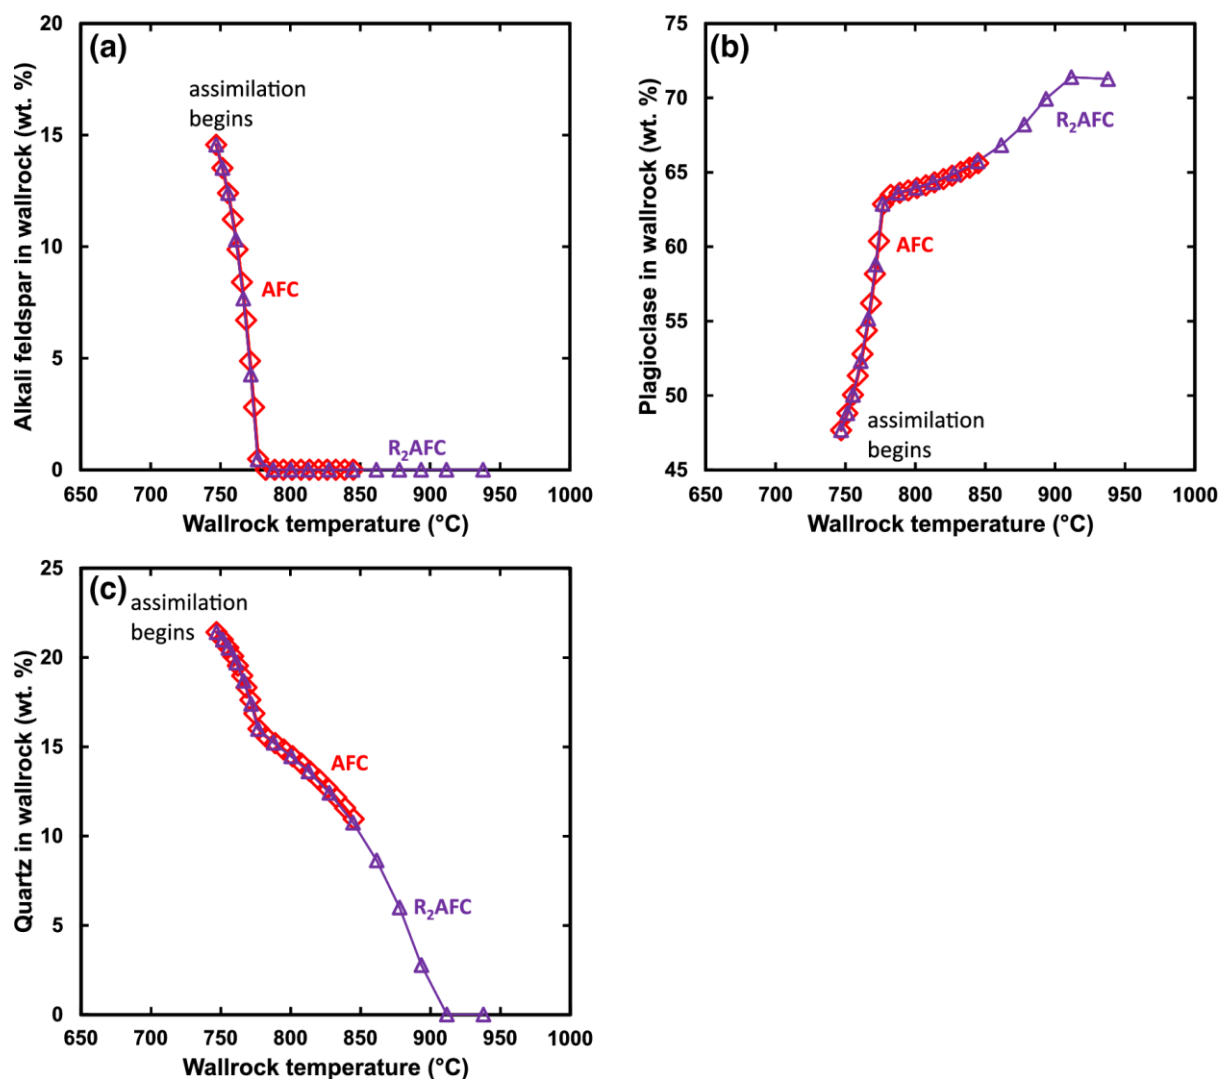 (a)
Alkali feldspar in wallrock (wt. %)
20
15
10
5
0
assimilation
begins
AFC
R₂AFC
650 700 750 800 850 900 950 1000
Wallrock temperature (°C)
(b)
Plagioclase in wallrock (wt. %)
75
70
65
60
55
50
45
R₂AFC
AFC
assimilation
begins
650 700 750 800 850 900 950 1000
Wallrock temperature (°C)
(c)
Quartz in wallrock (wt. %)
25
20
15
10
5
0
assimilation
begins
AFC
R₂AFC
650 700 750 800 850 900 950 1000
Wallrock temperature (°C)